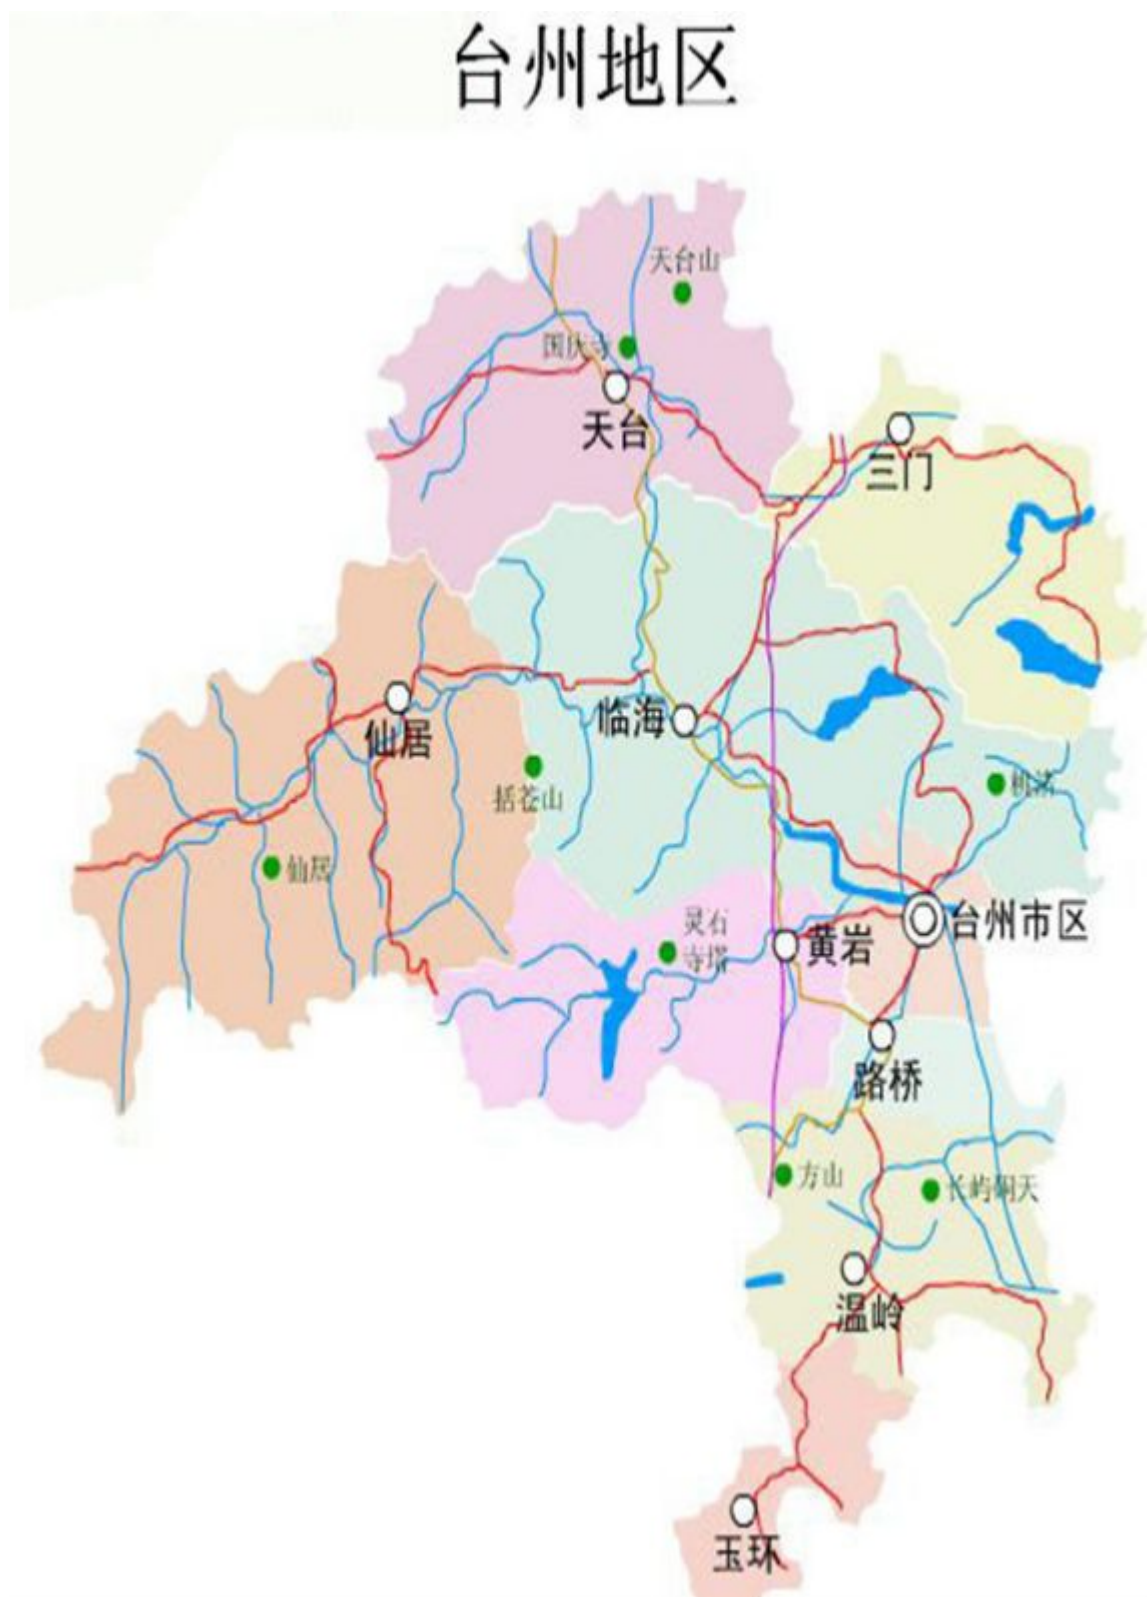 台州地区
天台山
国庆寺
天台
三门
临海
仙居
括苍山
机渚
仙居
灵石
寺塔
台州市区
黄岩
路桥
方山
长屿硐天
温岭
玉环